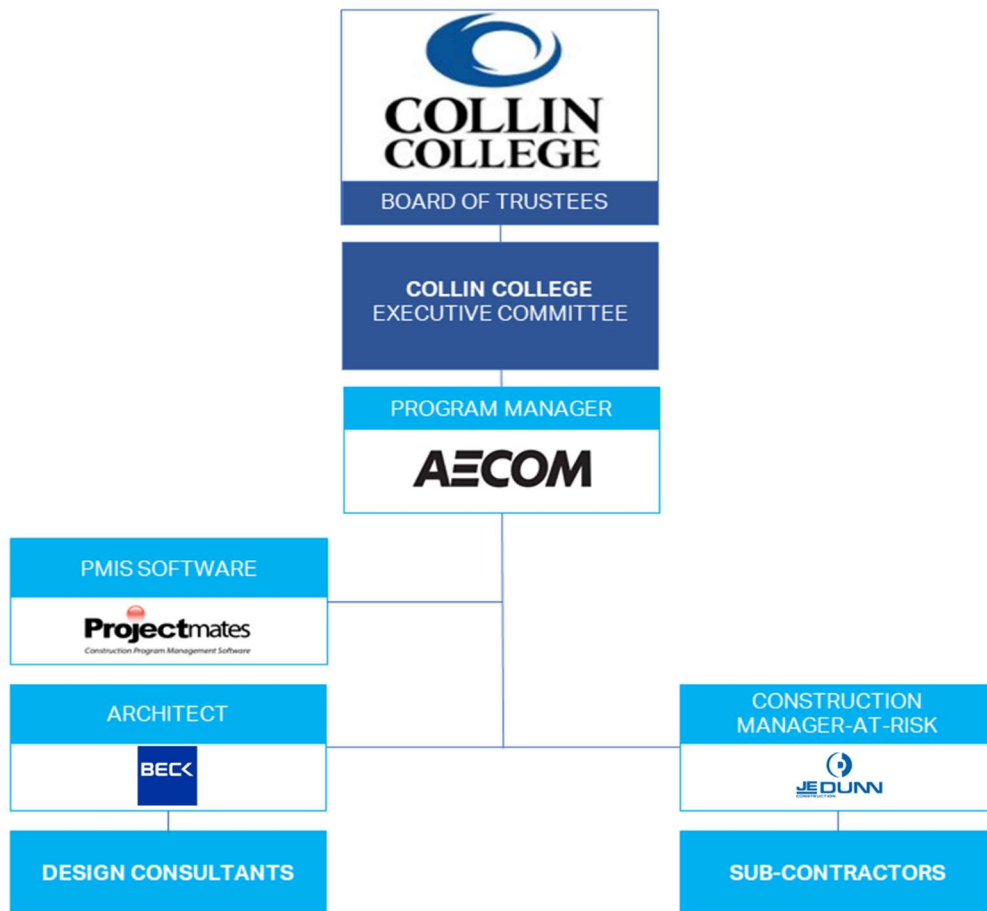 COLLIN
COLLEGE
BOARD OF TRUSTEES
COLLIN COLLEGE
EXECUTIVE COMMITTEE
PROGRAM MANAGER
AECOM
PMIS SOFTWARE
Projectmates
Construction Program Management Software
ARCHITECT
BECK
DESIGN CONSULTANTS
CONSTRUCTION
MANAGER-AT-RISK
JE DUNN
CONSTRUCTION
SUB-CONTRACTORS